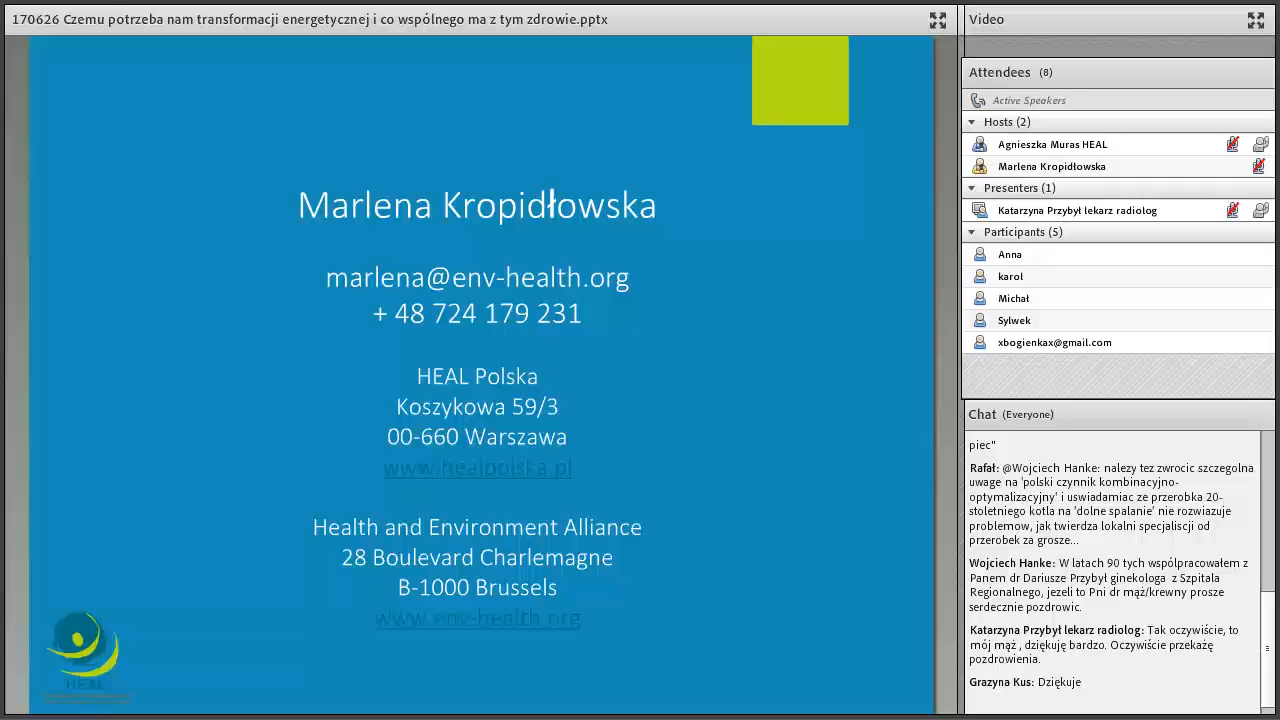 170626 Czemu potrzeba nam transformacji energetycznej i co wspólnego ma z tym zdrowie.pptx
Marlena Kropidłowska
marlena@env-health.org
+ 48 724 179 231
HEAL Polska
Koszykowa 59/3
00-660 Warszawa
www.healpolska.pl
Health and Environment Alliance
28 Boulevard Charlemagne
B-1000 Brussels
www.env-health.org
HEAL
Video
Attendees (8)
Active Speakers
Hosts (2)
Agnieszka Muras HEAL
Marlena Kropidłowska
Presenters (1)
Katarzyna Przybył lekarz radiolog
Participants (5)
Anna
karol
Michał
Sylwek
xbogienkax@gmail.com
Chat (Everyone)
piec"
Rafał: @Wojciech Hanke: nalezy tez zwrocic szczegolna
uwage na 'polski czynnik kombinacyjno-
optymalizacyjny' i uswiadamiac ze przerobka 20-
stoletniego kotla na 'dolne spalanie' nie rozwiazuje
problemow, jak twierdza lokalni specjalisci od
przerobek za grosze...
Wojciech Hanke: W latach 90 tych wspólpracowałem z
Panem dr Dariusze Przybył ginekologa z Szpitala
Regionalnego, jezeli to Pni dr mąż/krewny prosze
serdecznie pozdrowic.
Katarzyna Przybył lekarz radiolog: Tak oczywiście, to
mój mąż , dziękuję bardzo. Oczywiście przekażę
pozdrowienia.
Grazyna Kus: Dziękuje